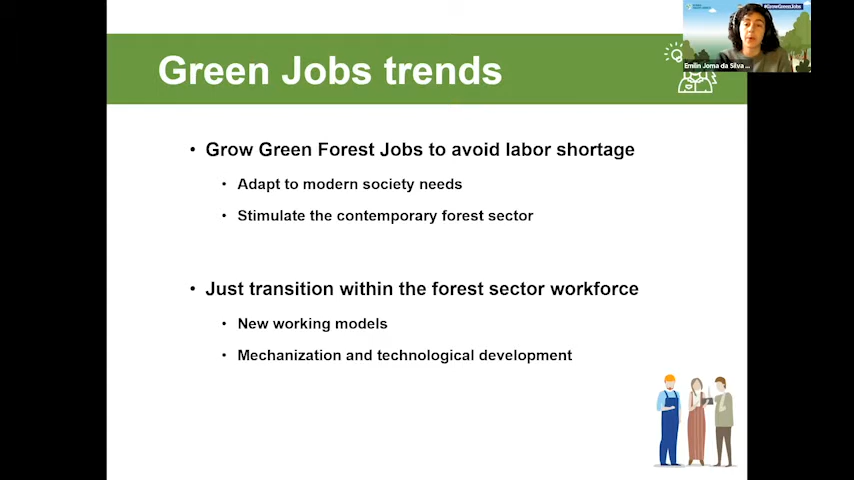 Green Jobs trends
#GrowGreenJobs
Emilin Joma da Silva ...
• Grow Green Forest Jobs to avoid labor shortage
• Adapt to modern society needs
• Stimulate the contemporary forest sector
• Just transition within the forest sector workforce
• New working models
• Mechanization and technological development